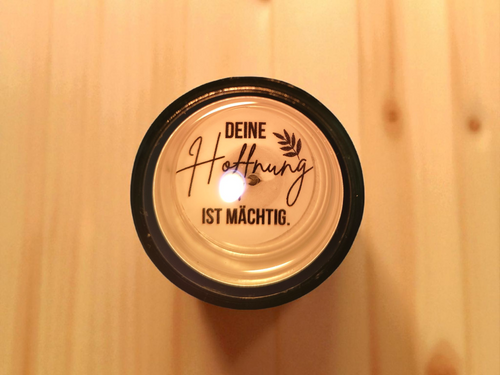 DEINE
Hoffnung
IST MÄCHTIG.